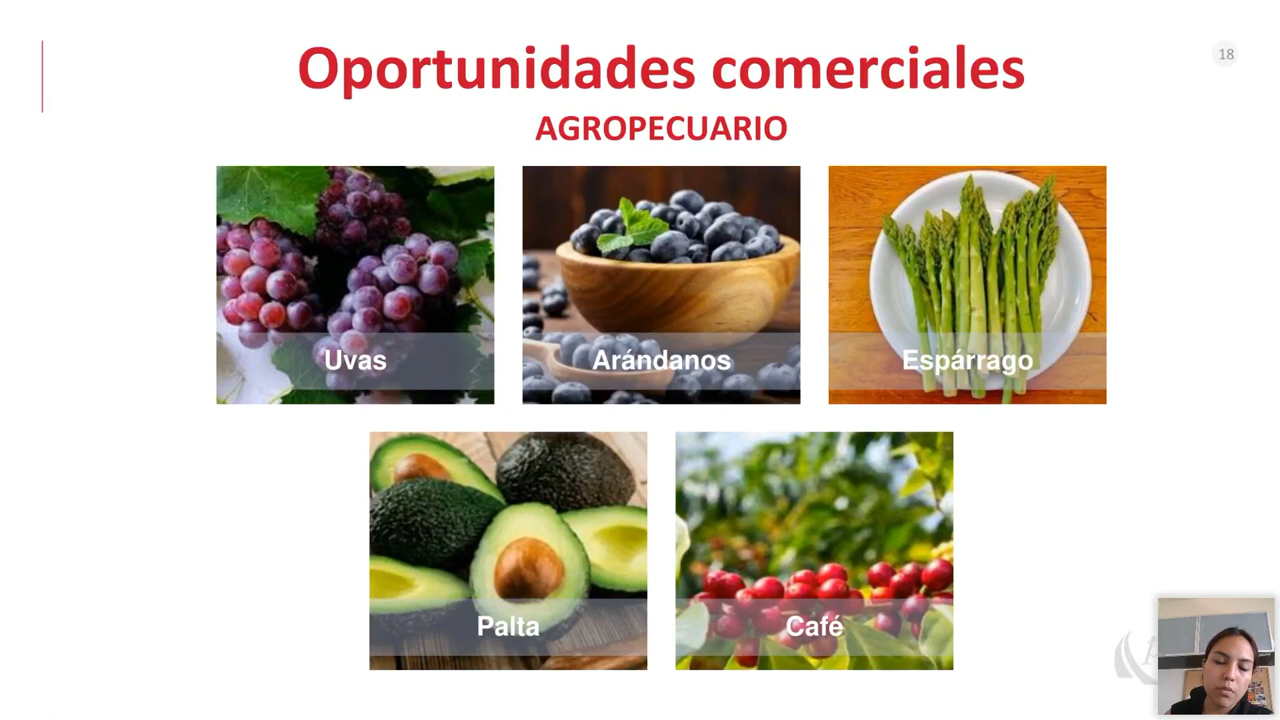 Oportunidades comerciales
18
AGROPECUARIO
Uvas
Arándanos
Espárrago
Palta
Café